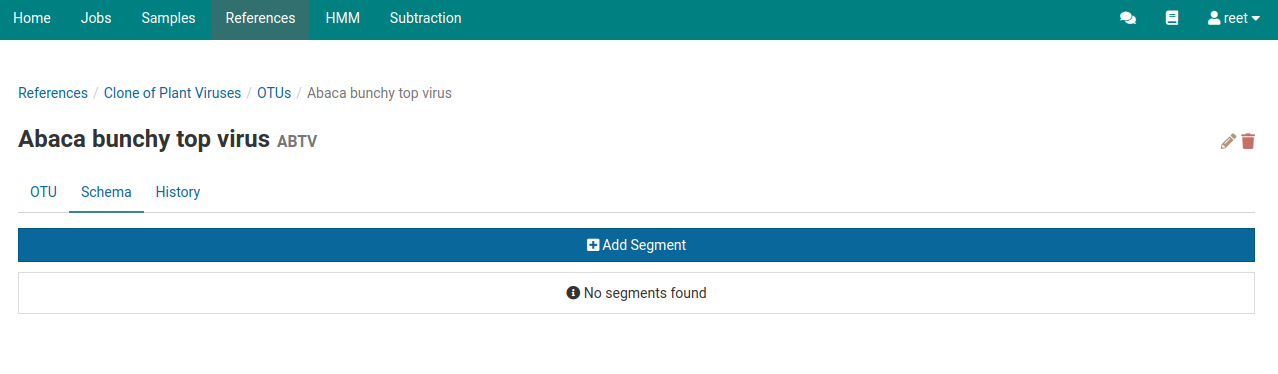 Home Jobs Samples References HMM Subtraction reet
References / Clone of Plant Viruses / OTUs / Abaca bunchy top virus
Abaca bunchy top virus ABTV
OTU Schema History
Add Segment
No segments found